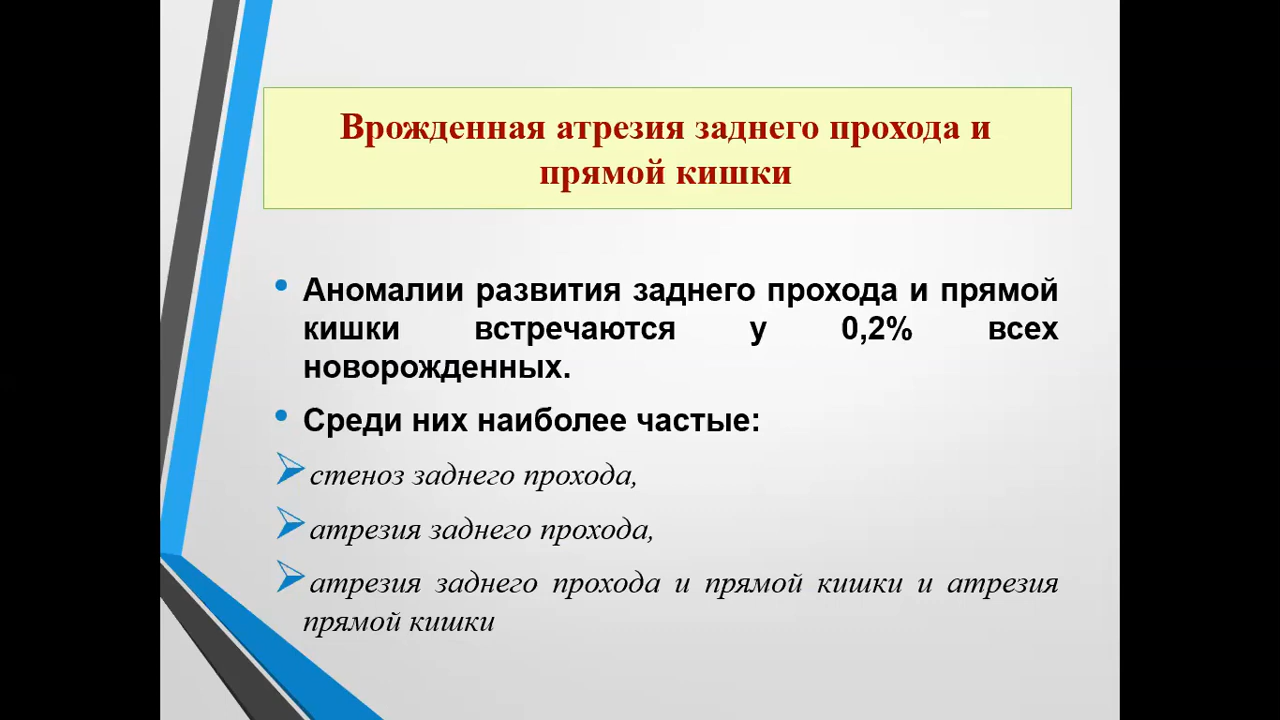 Врожденная атрезия заднего прохода и
прямой кишки
Аномалии развития заднего прохода и прямой
кишки встречаются у 0,2% всех
новорожденных.
Среди них наиболее частые:
стеноз заднего прохода,
атрезия заднего прохода,
атрезия заднего прохода и прямой кишки и атрезия
прямой кишки